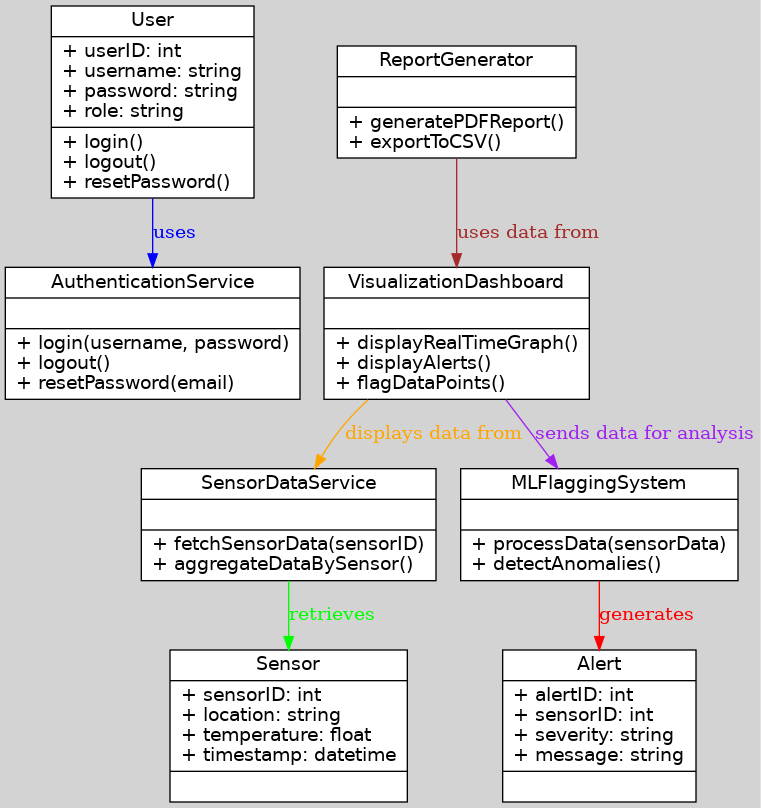 User
+ userID: int
+ username: string
+ password: string
+ role: string
+ login()
+ logout()
+ resetPassword()
ReportGenerator
+ generatePDFReport()
+ exportToCSV()
uses
uses data from
AuthenticationService
+ login(username, password)
+ logout()
+ resetPassword(email)
VisualizationDashboard
+ displayRealTimeGraph()
+ displayAlerts()
+ flagDataPoints()
displays data from
sends data for analysis
SensorDataService
+ fetchSensorData(sensorID)
+ aggregateDataBySensor()
MLFlaggingSystem
+ processData(sensorData)
+ detectAnomalies()
retrieves
generates
Sensor
+ sensorID: int
+ location: string
+ temperature: float
+ timestamp: datetime
Alert
+ alertID: int
+ sensorID: int
+ severity: string
+ message: string